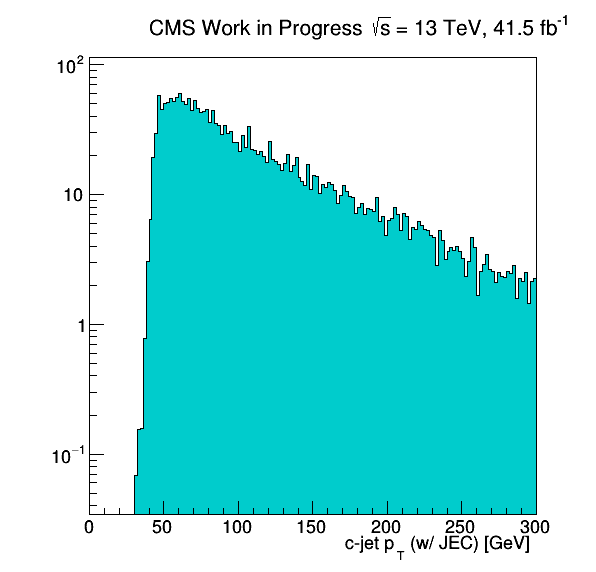 CMS Work in Progress √s = 13 TeV, 41.5 fb⁻¹
10²
10
1
10⁻¹
0 50 100 150 200 250 300
c-jet p_T (w/ JEC) [GeV]